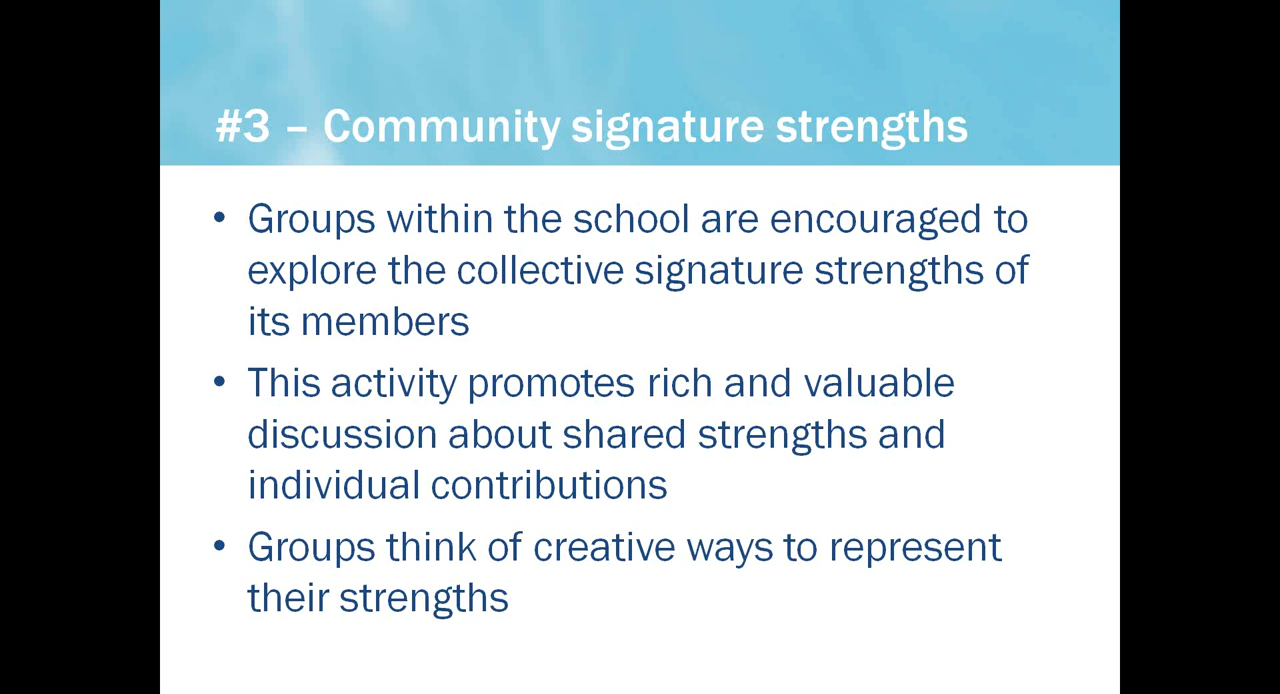 #3 – Community signature strengths
• Groups within the school are encouraged to
explore the collective signature strengths of
its members
• This activity promotes rich and valuable
discussion about shared strengths and
individual contributions
• Groups think of creative ways to represent
their strengths